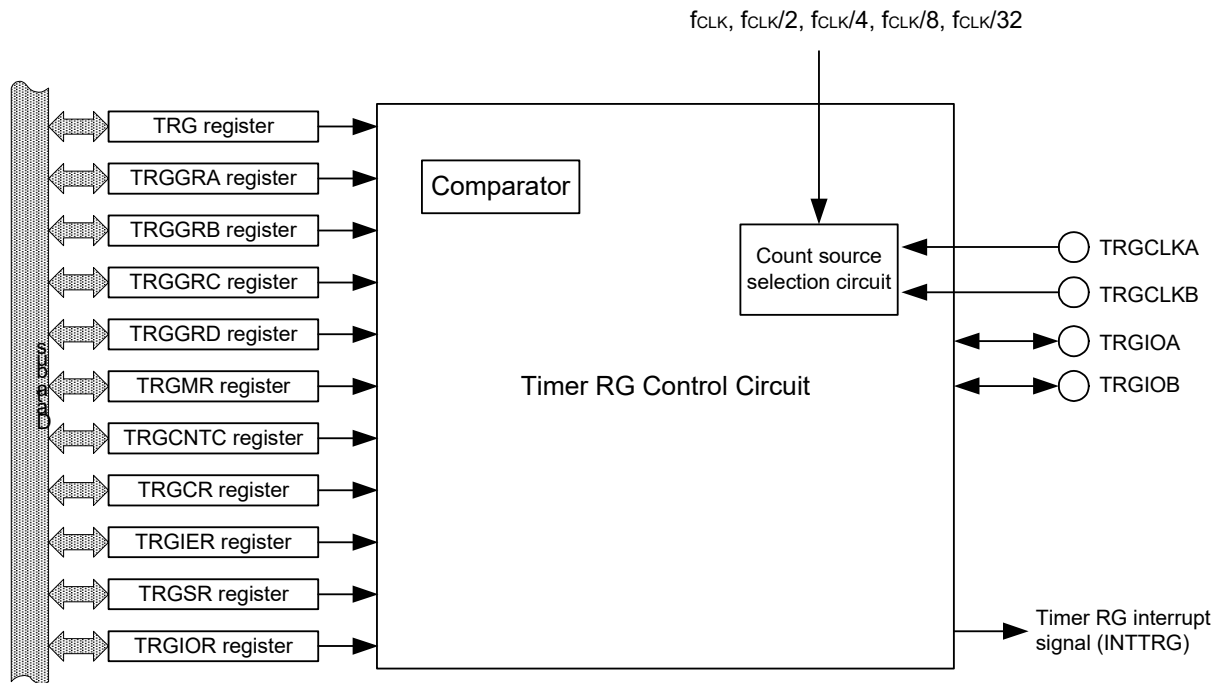 fCLK, fCLK/2, fCLK/4, fCLK/8, fCLK/32
TRG register
TRGGRA register
TRGGRB register
TRGGRC register
TRGGRD register
TRGMR register
TRGCNTC register
TRGCR register
TRGIER register
TRGSR register
TRGIOR register
Comparator
Count source
selection circuit
Timer RG Control Circuit
TRGCLKA
TRGCLKB
TRGIOA
TRGIOB
Timer RG interrupt
signal (INTTRG)